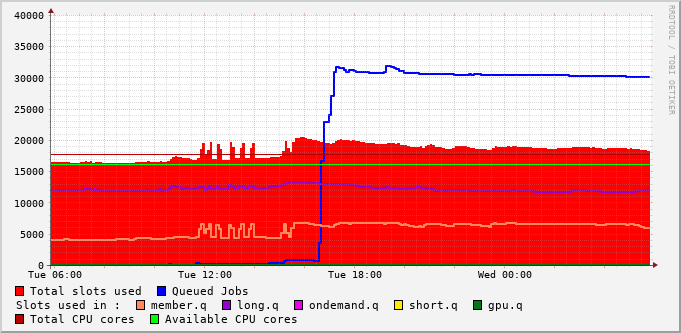 40000
35000
30000
25000
20000
15000
10000
5000
0
Tue 06:00 Tue 12:00 Tue 18:00 Wed 00:00
Total slots used Queued Jobs
Slots used in : member.q long.q ondemand.q short.q gpu.q
Total CPU cores Available CPU cores
RRDTOOL / TOBI OETIKER